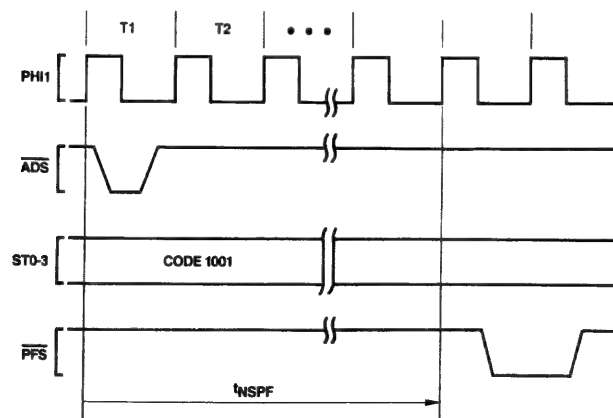 T1 T2 • • •
PHI1
ADS
ST0-3 CODE 1001
PFS
tNSPF